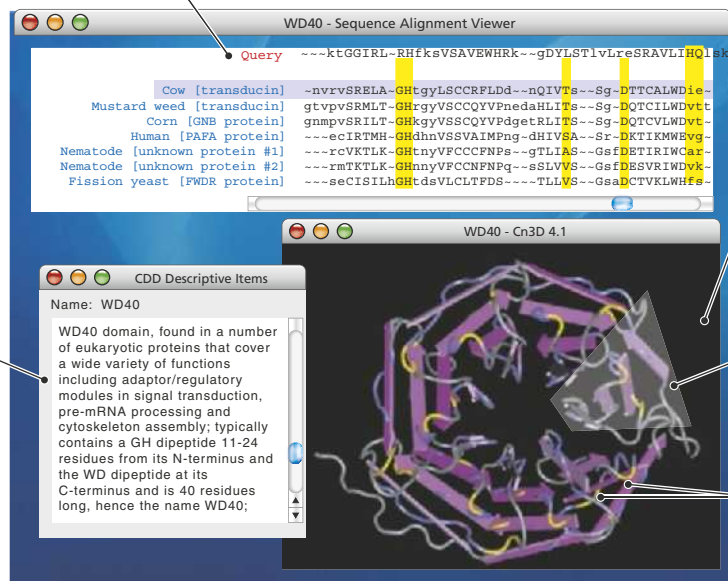 WD40 - Sequence Alignment Viewer
Query ~~~ktGGIRL~RHfksVSAVEWHRk~~gDYLSTlvLreSRAVLIHQlsk
Cow [transducin] ~nvrvSRELA~GHtgyLSCCRFLDd~~nQIVTs~~Sg~DTTCALWDie~
Mustard weed [transducin] gtvpvSRMLT~GHrgyVSCCQYVPnedaHLITs~~Sg~DQTCILWDvtt
Corn [GNB protein] gnmpvSRILT~GHkgyVSSCQYVPdgetRLITS~~Sg~DQTCVLWDvt~
Human [PAFA protein] ~~~ecIRTMH~GHdhnVSSVAIMPng~dHIVSA~~Sr~DKTIKMWEvg~
Nematode [unknown protein #1] ~~~rcVKTLK~GHtnyVFCCCFNPs~~gTLIAS~~GsfDETIRIWCar~
Nematode [unknown protein #2] ~~~rmTKTLK~GHnnyVFCCNFNPq~~sSLVVS~~GsfDESVRIWDvk~
Fission yeast [FWDR protein] ~~~seCISILhGHtdsVLCLTFDS~~~~TLLVS~~GsaDCTVKLWHfs~
WD40 - Cn3D 4.1
CDD Descriptive Items
Name: WD40
WD40 domain, found in a number
of eukaryotic proteins that cover
a wide variety of functions
including adaptor/regulatory
modules in signal transduction,
pre-mRNA processing and
cytoskeleton assembly; typically
contains a GH dipeptide 11-24
residues from its N-terminus and
the WD dipeptide at its
C-terminus and is 40 residues
long, hence the name WD40;